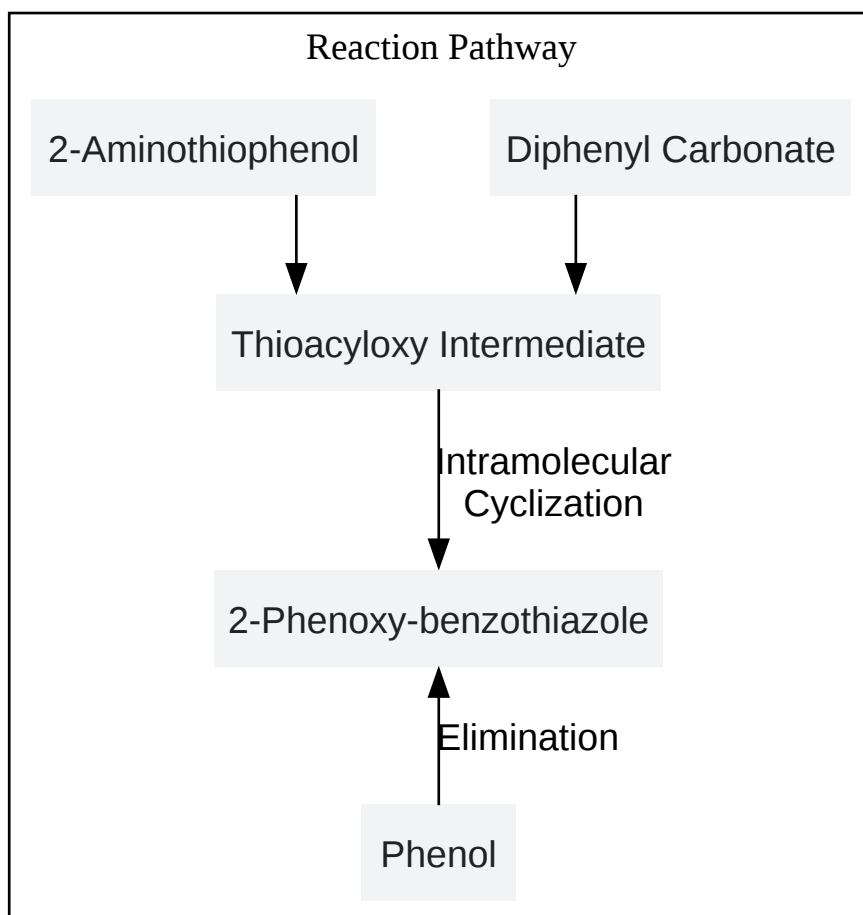 Reaction Pathway
2-Aminothiophenol
Diphenyl Carbonate
Thioacyloxy Intermediate
Intramolecular
Cyclization
2-Phenoxy-benzothiazole
Elimination
Phenol